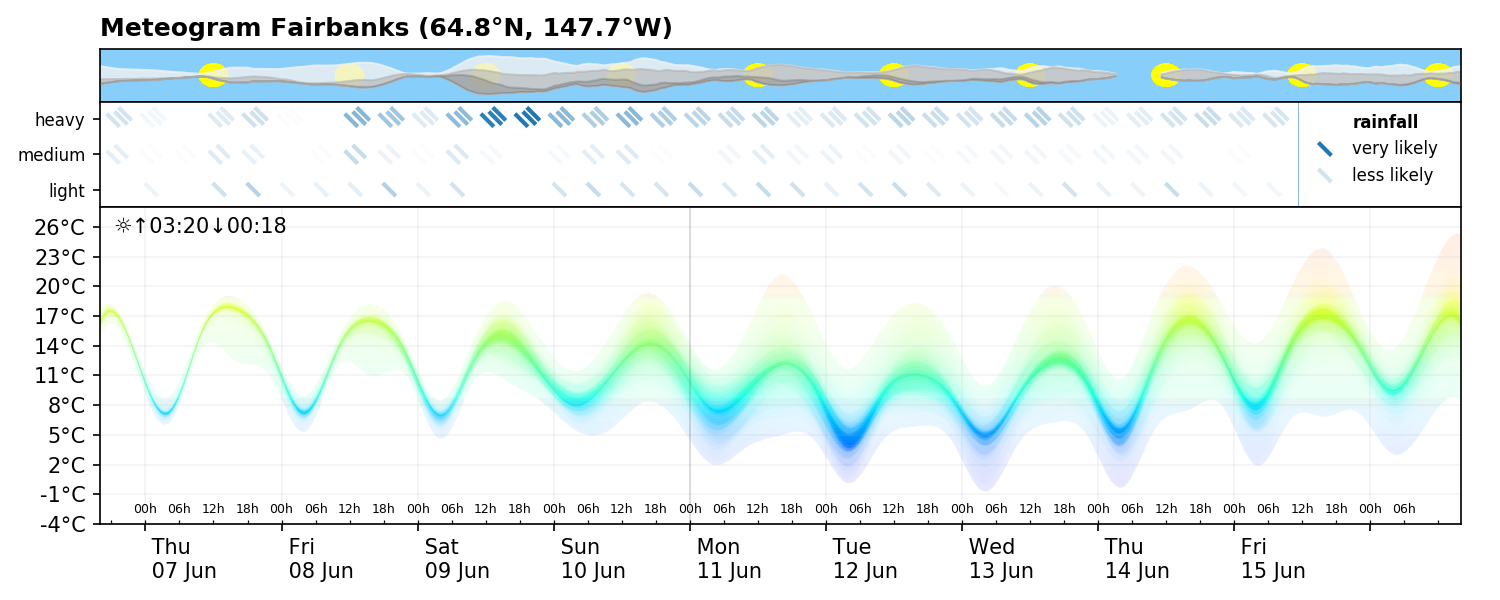 Meteogram Fairbanks (64.8°N, 147.7°W)
heavy
medium
light
rainfall
very likely
less likely
☼↑03:20↓00:18
26°C
23°C
20°C
17°C
14°C
11°C
8°C
5°C
2°C
-1°C
-4°C
00h 06h 12h 18h 00h 06h 12h 18h 00h 06h 12h 18h 00h 06h 12h 18h 00h 06h 12h 18h 00h 06h 12h 18h 00h 06h 12h 18h 00h 06h 12h 18h 00h 06h 12h 18h 00h 06h
Thu Fri Sat Sun Mon Tue Wed Thu Fri
07 Jun 08 Jun 09 Jun 10 Jun 11 Jun 12 Jun 13 Jun 14 Jun 15 Jun